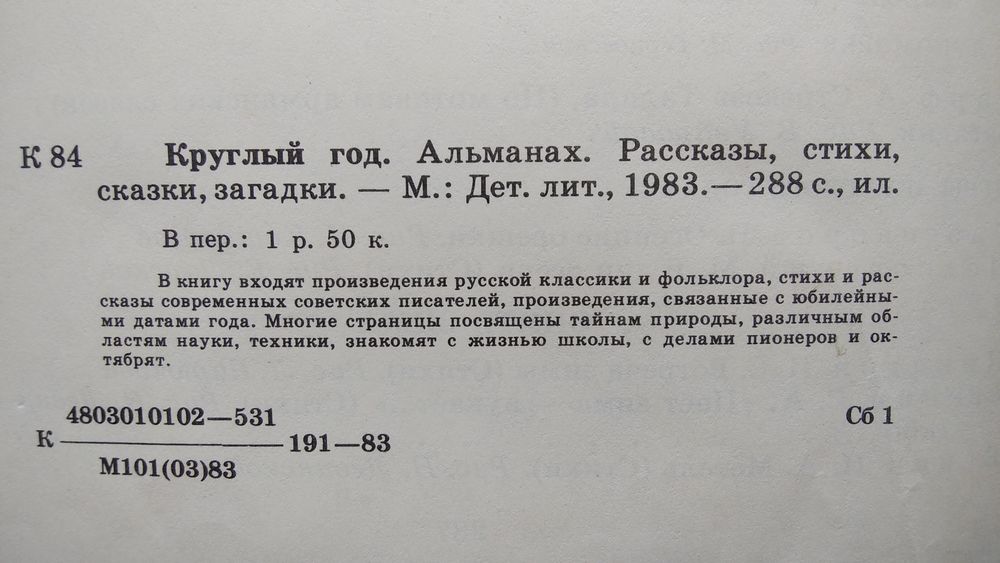 К 84 Круглый год. Альманах. Рассказы, стихи,
сказки, загадки. — М.: Дет. лит., 1983.— 288 с., ил.
В пер.: 1 р. 50 к.
В книгу входят произведения русской классики и фольклора, стихи и рас-
сказы современных советских писателей, произведения, связанные с юбилейны-
ми датами года. Многие страницы посвящены тайнам природы, различным об-
ластям науки, техники, знакомят с жизнью школы, с делами пионеров и ок-
тябрят.
4803010102—531
К 191—83
М101(03)83
Сб 1